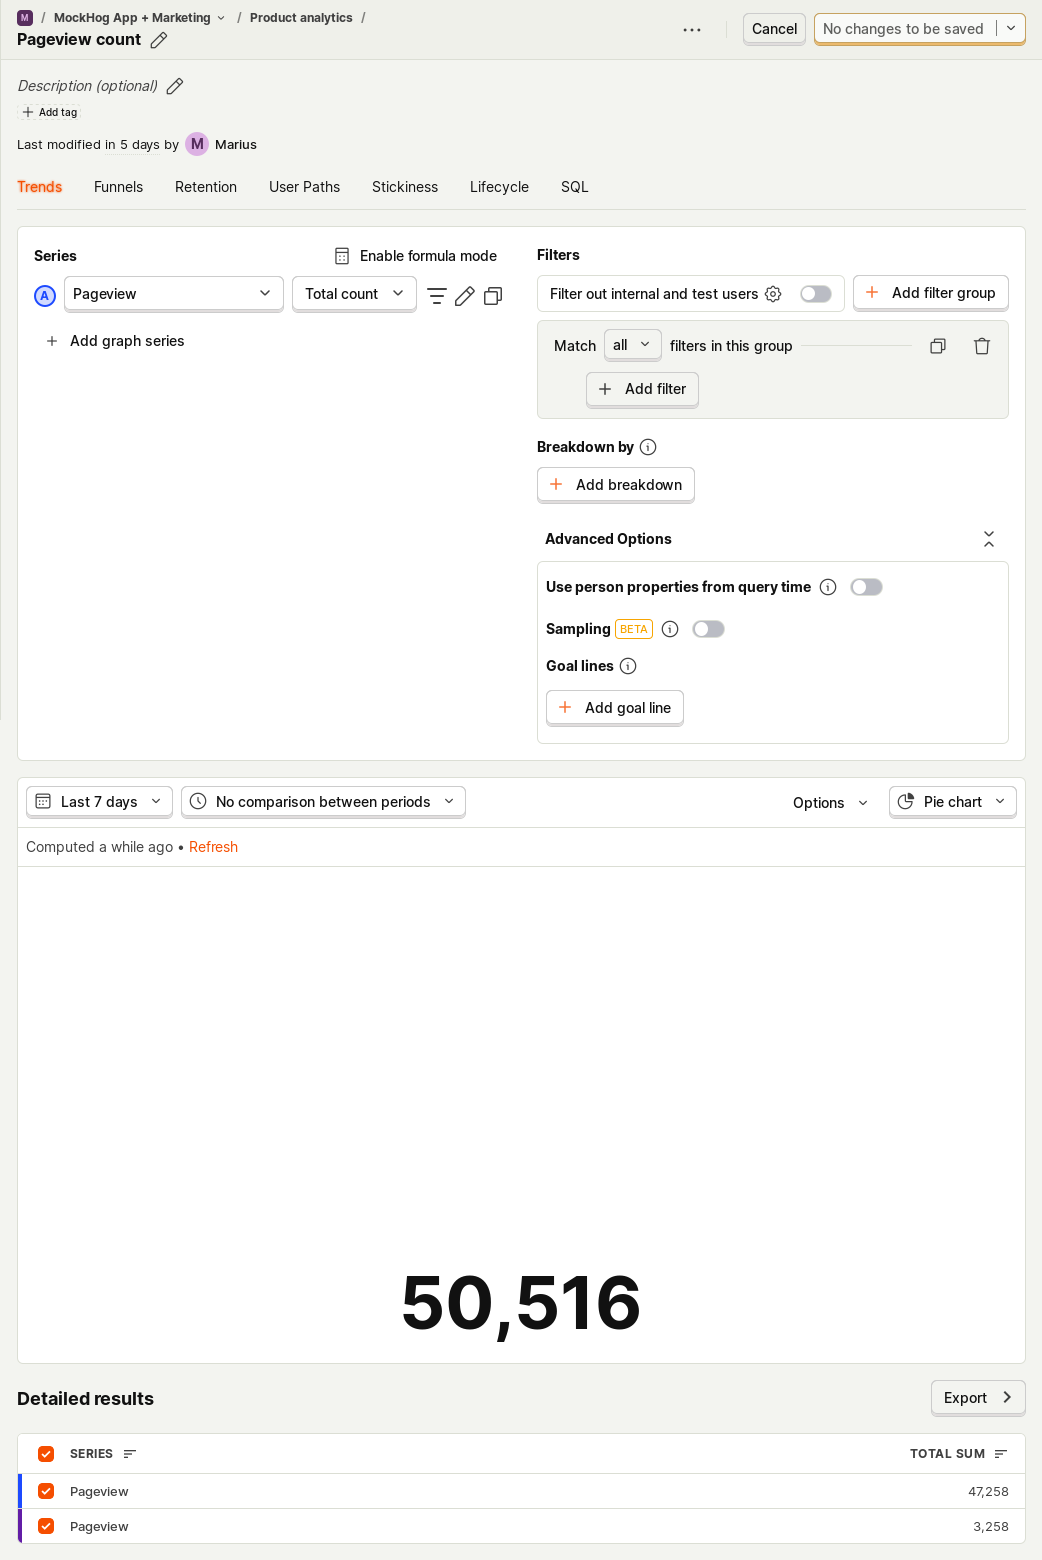 M / MockHog App + Marketing / Product analytics /
Pageview count
Cancel
No changes to be saved
Description (optional)
Add tag
Last modified in 5 days by M Marius
Trends Funnels Retention User Paths Stickiness Lifecycle SQL
Series
Enable formula mode
A Pageview Total count
Add graph series
Filters
Filter out internal and test users
Add filter group
Match all filters in this group
Add filter
Breakdown by
Add breakdown
Advanced Options
Use person properties from query time
Sampling BETA
Goal lines
Add goal line
Last 7 days No comparison between periods Options Pie chart
Computed a while ago • Refresh
50,516
Detailed results
Export
SERIES TOTAL SUM
Pageview 47,258
Pageview 3,258